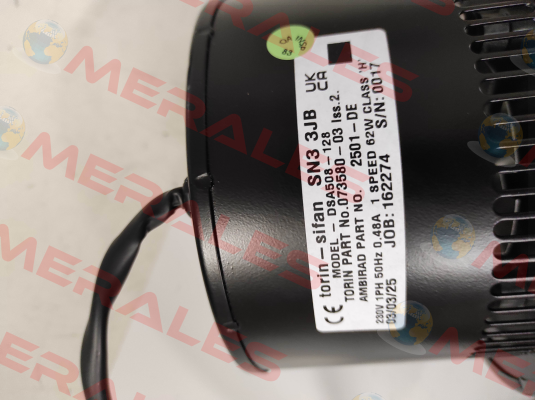 CE torin-sifan SN3 3JB UK CA
MODEL - DSA508-128
TORIN PART No.073580-03 Iss.2.
AMBIRAD PART NO. 2501-DE
230V 1PH 50Hz 0.48A 1 SPEED 62W CLASS 'H'
03/03/25 JOB: 162274 S/N: 0017
MERALES
MERALES
MERALES